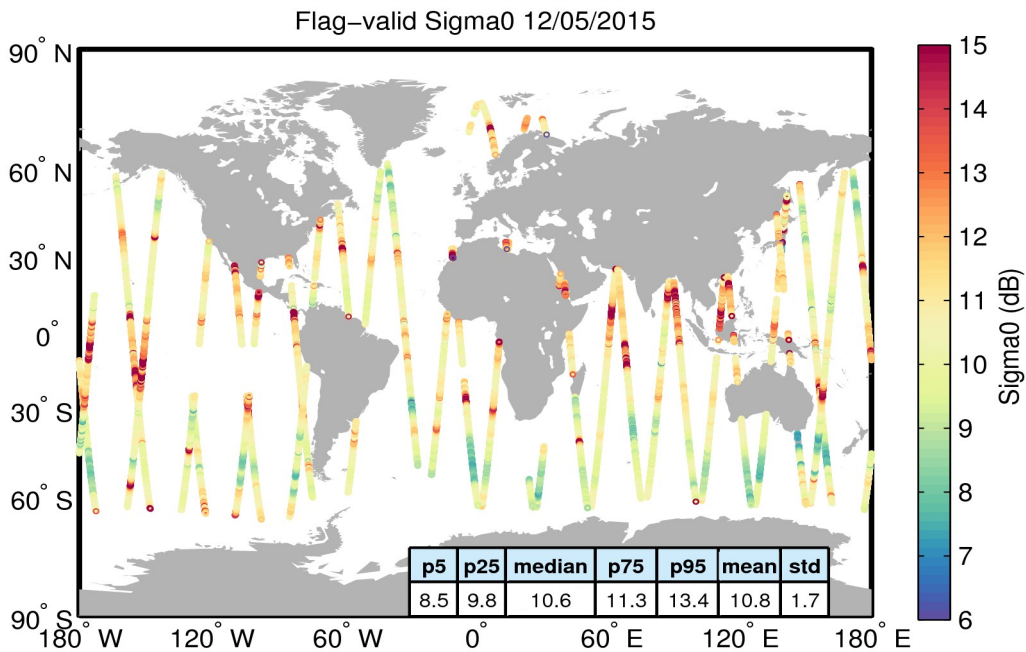 Flag-valid Sigma0 12/05/2015
90° N
60° N
30° N
0°
30° S
60° S
90° S
180° W
120° W
60° W
0°
60° E
120° E
180° E
p5 p25 median p75 p95 mean std
8.5 9.8 10.6 11.3 13.4 10.8 1.7
15
14
13
12
11
10
9
8
7
6
Sigma0 (dB)